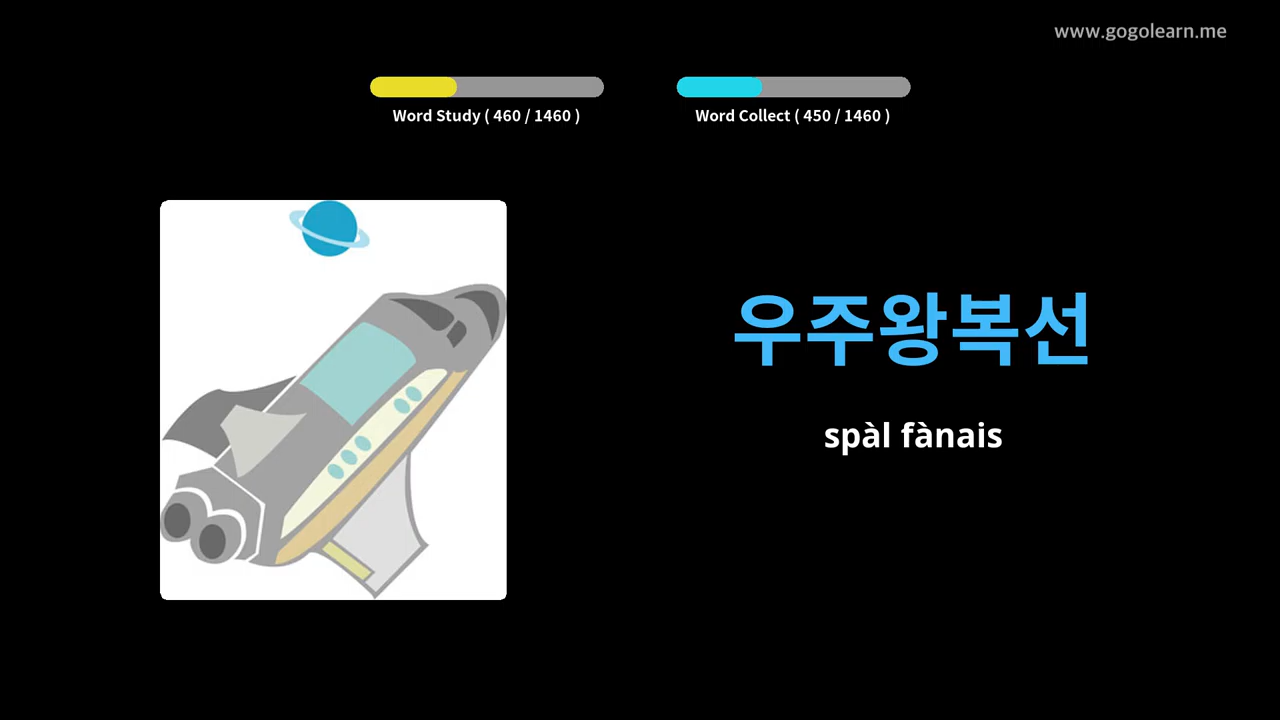 www.gogolearn.me
Word Study ( 460 / 1460 )
Word Collect ( 450 / 1460 )
우주왕복선
spàl fànais